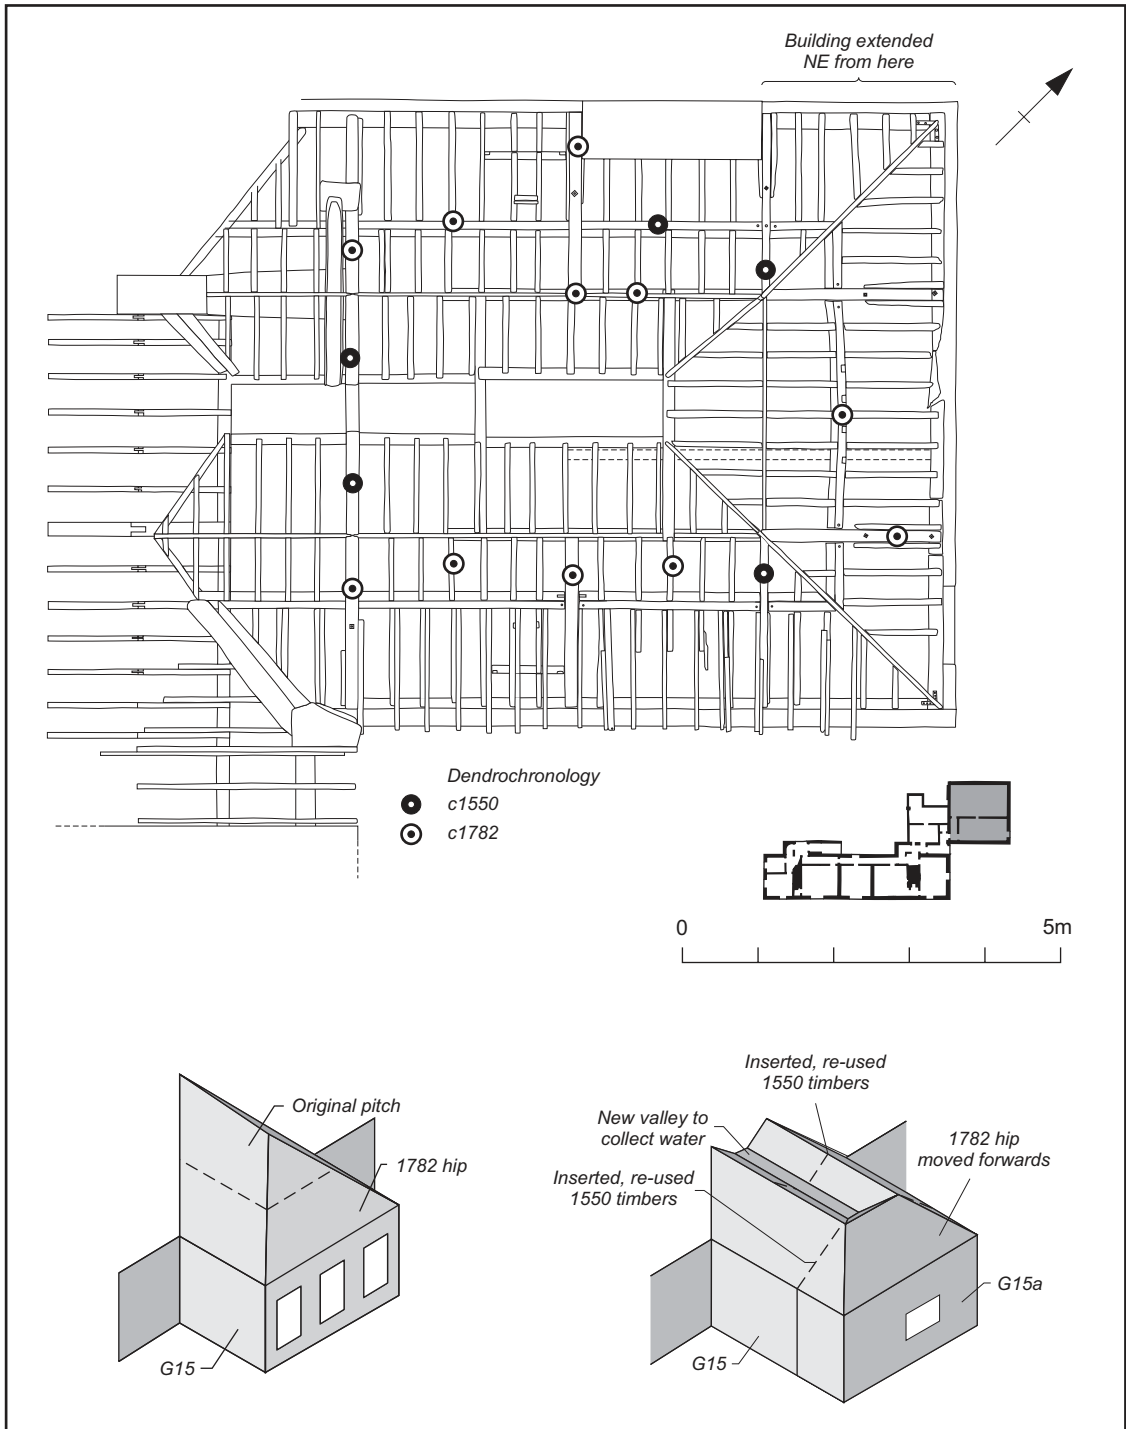 Building extended
NE from here
Dendrochronology
c1550
c1782
0
5m
Original pitch
1782 hip
G15
Inserted, re-used
1550 timbers
New valley to
collect water
Inserted, re-used
1550 timbers
1782 hip
moved forwards
G15a
G15